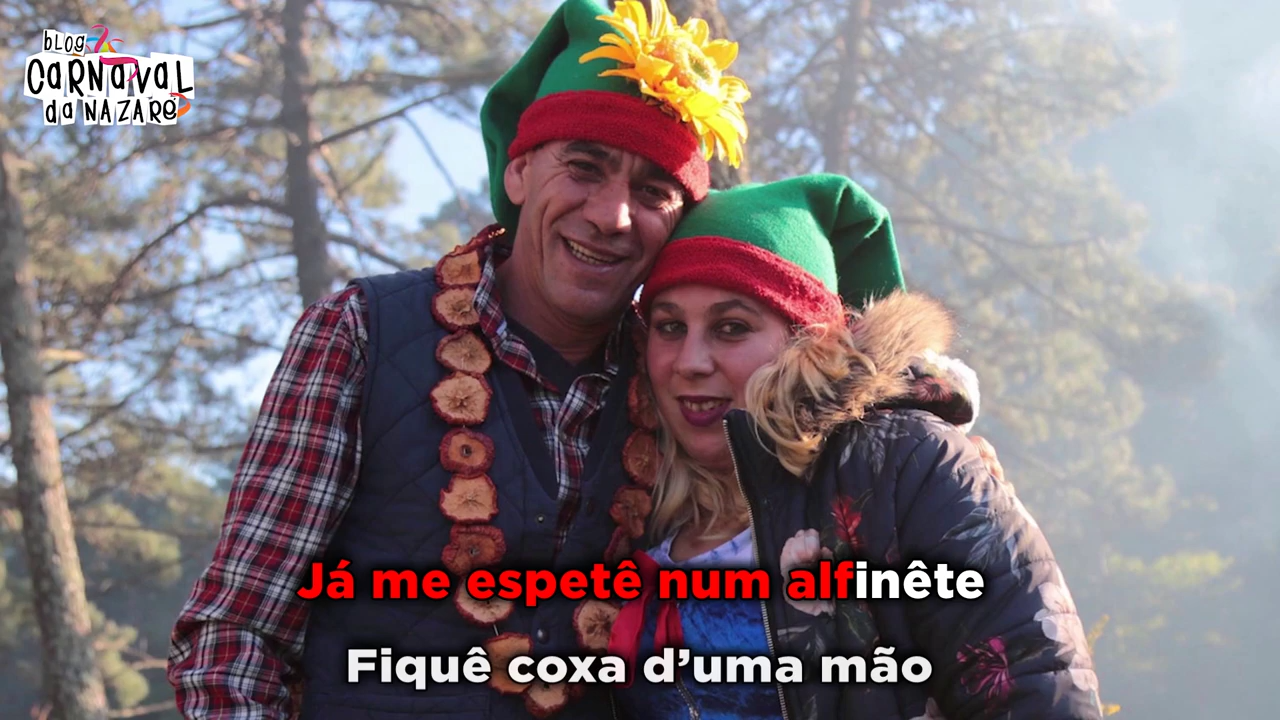 BLOG
CARNAVAL
da NAZARÉ
Já me espetê num alfinête
Fiquê coxa d’uma mão